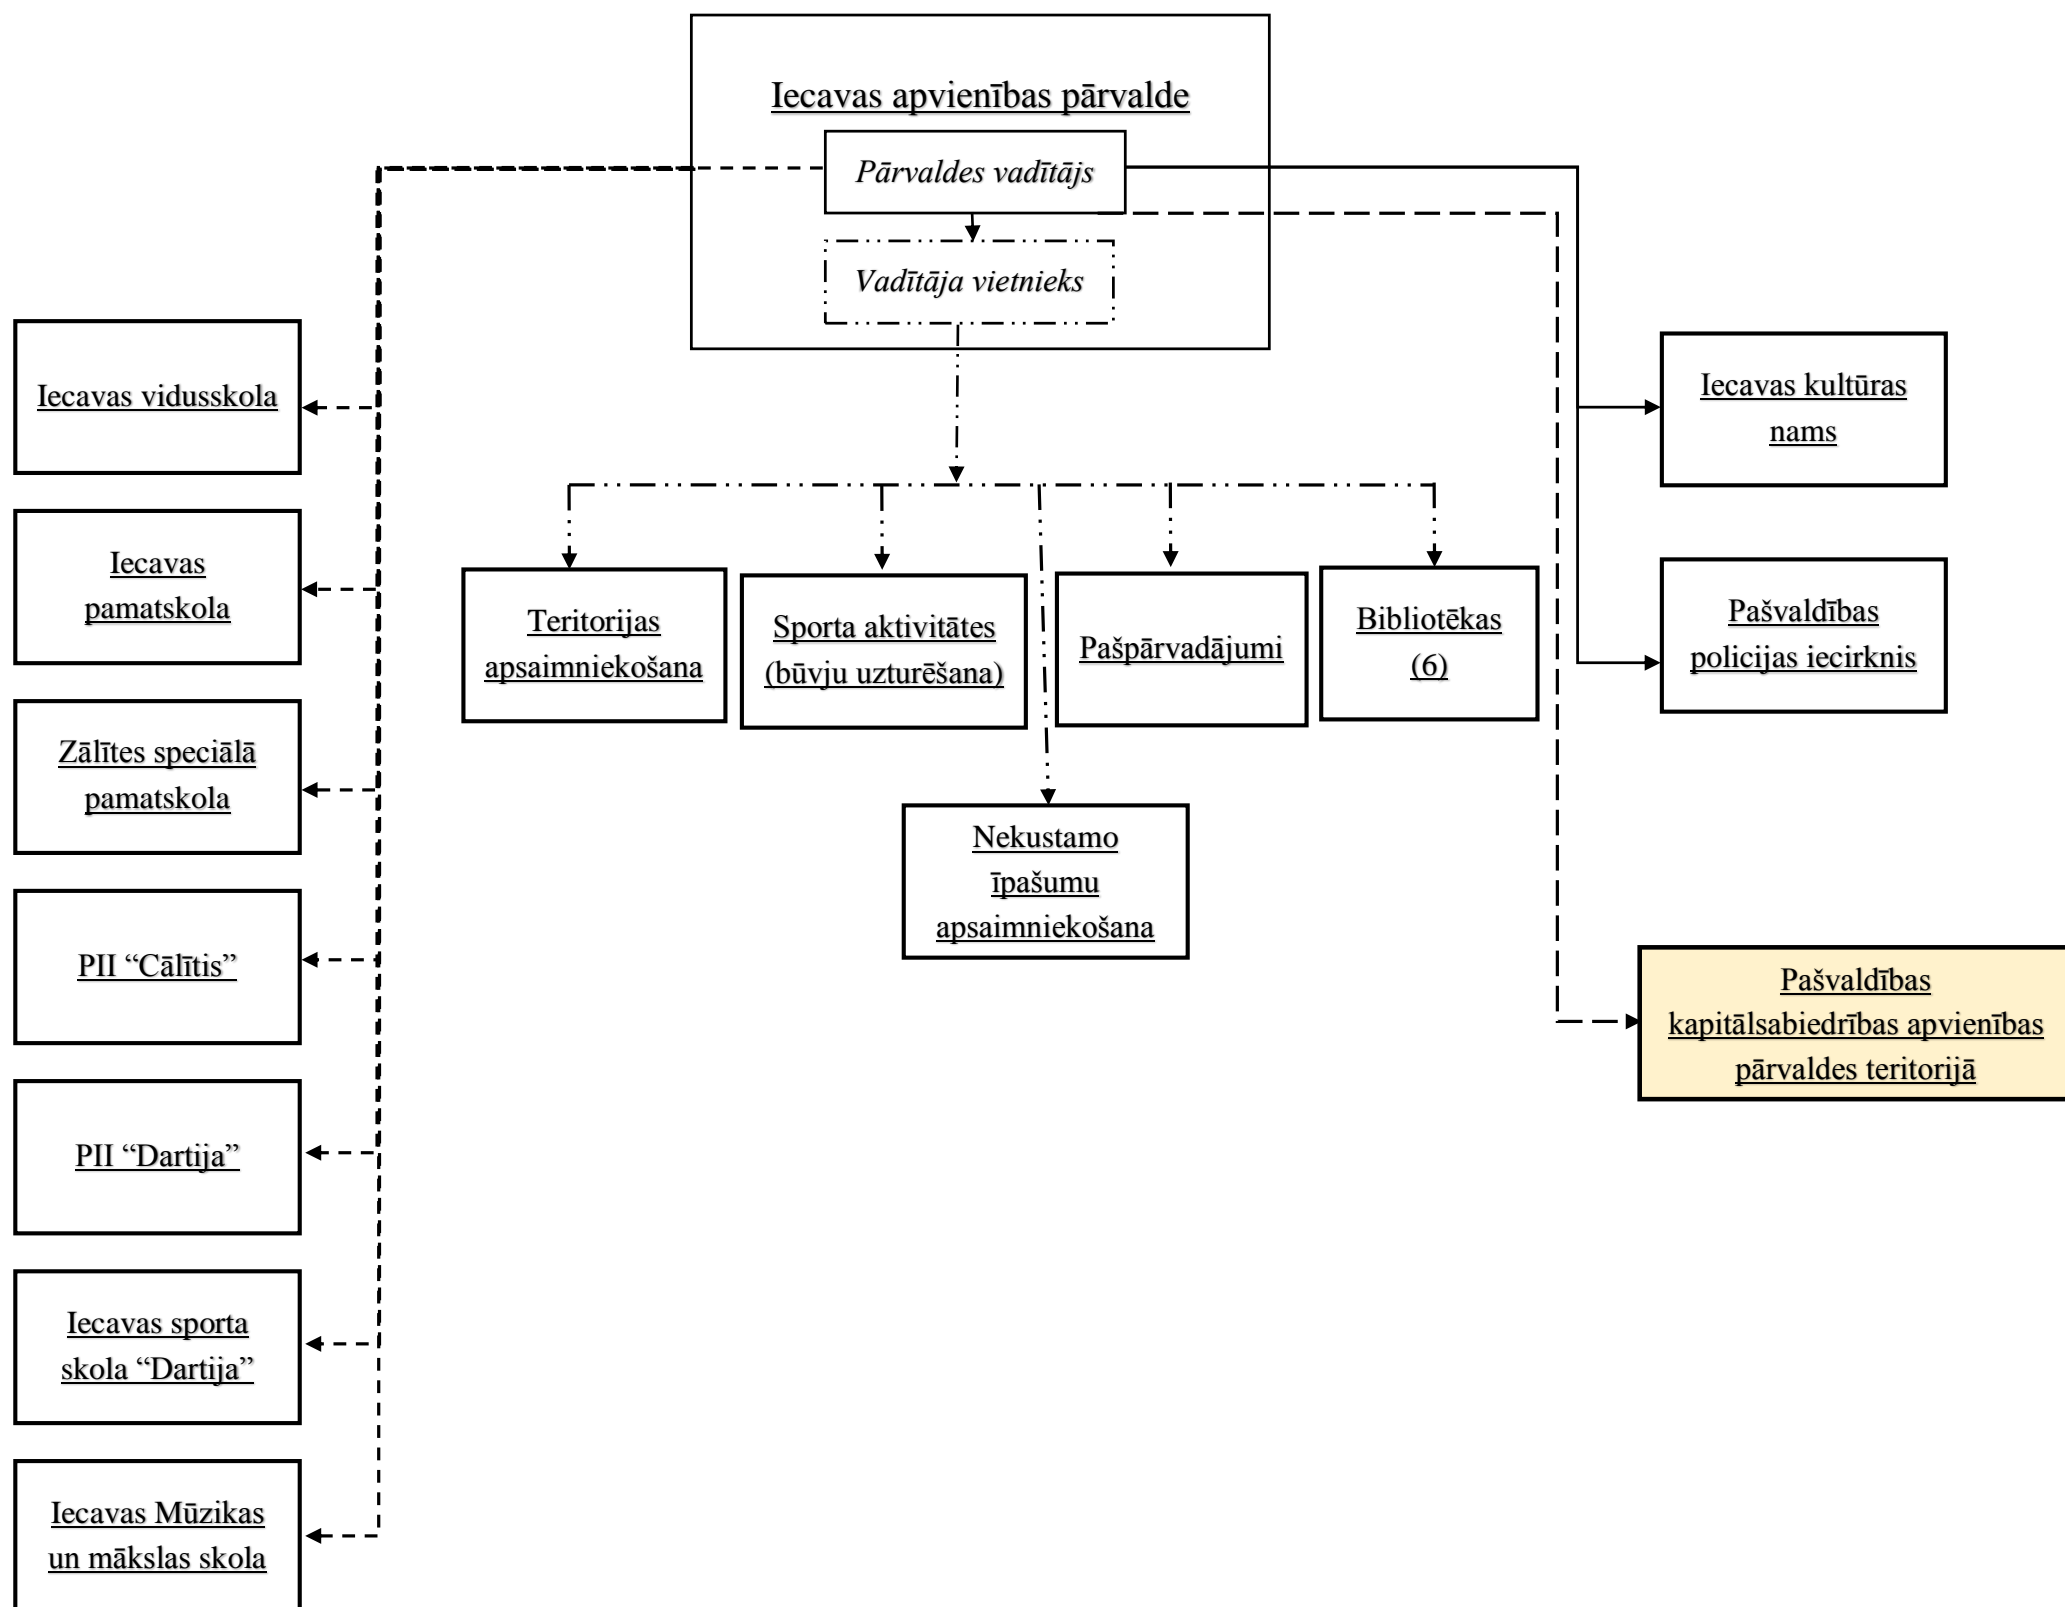 Iecavas apvienības pārvalde
Pārvaldes vadītājs
Vadītāja vietnieks
Iecavas vidusskola
Iecavas
pamatskola
Zālītes speciālā
pamatskola
PII “Cālītis”
PII “Dartija”
Iecavas sporta
skola “Dartija”
Iecavas Mūzikas
un mākslas skola
Teritorijas
apsaimniekošana
Sporta aktivitātes
(būvju uzturēšana)
Pašpārvadājumi
Bibliotēkas
(6)
Nekustamo
īpašumu
apsaimniekošana
Iecavas kultūras
nams
Pašvaldības
policijas iecirknis
Pašvaldības
kapitālsabiedrības apvienības
pārvaldes teritorijā